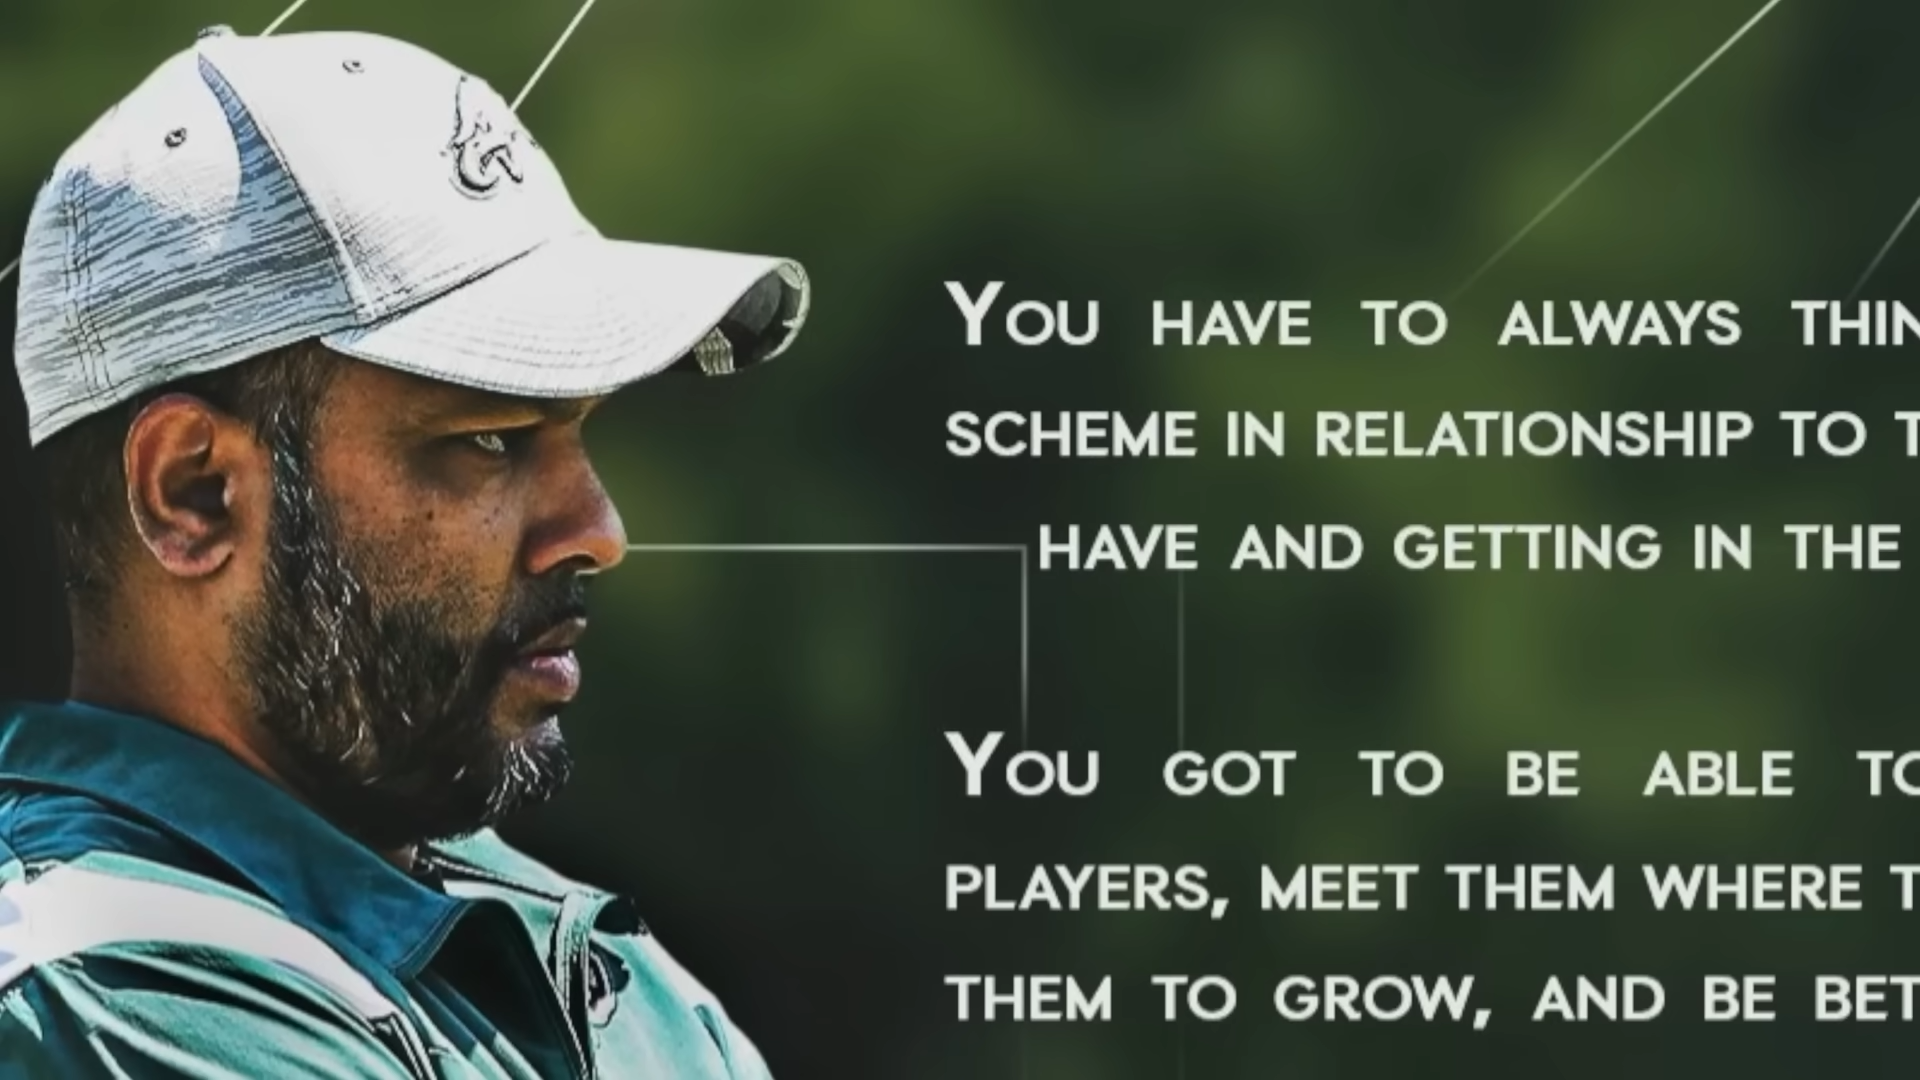 You have to always thin
scheme in relationship to t
have and getting in the
You got to be able to
players, meet them where t
them to grow, and be bet